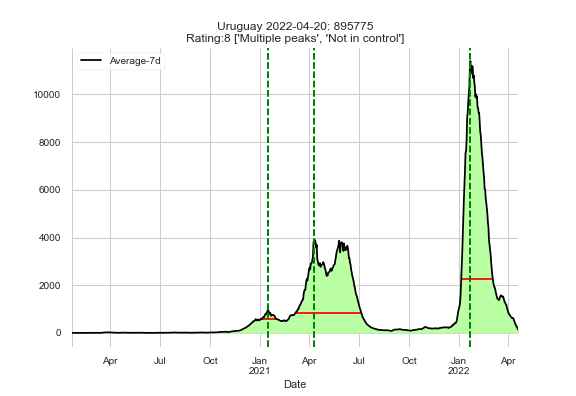 Uruguay 2022-04-20: 895775
Rating:8 ['Multiple peaks', 'Not in control']
Average-7d
10000
8000
6000
4000
2000
0
Apr Jul Oct Jan Apr Jul Oct Jan Apr
2021 2022
Date